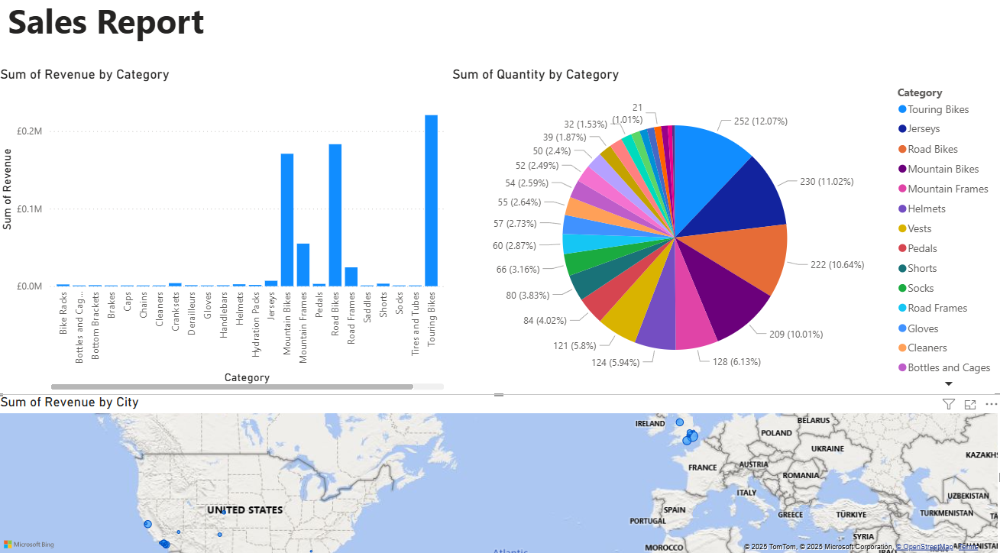 Sales Report
Sum of Revenue by Category
Sum of Revenue
£0.2M
£0.1M
£0.0M
Bike Racks
Bottles and Cag...
Bottom Brackets
Brakes
Caps
Chains
Cleaners
Cranksets
Derailleurs
Gloves
Handlebars
Helmets
Hydration Packs
Jerseys
Mountain Bikes
Mountain Frames
Pedals
Road Bikes
Road Frames
Saddles
Shorts
Socks
Tires and Tubes
Touring Bikes
Category
Sum of Quantity by Category
252 (12.07%)
230 (11.02%)
222 (10.64%)
209 (10.01%)
128 (6.13%)
124 (5.94%)
121 (5.8%)
84 (4.02%)
80 (3.83%)
66 (3.16%)
60 (2.87%)
57 (2.73%)
55 (2.64%)
54 (2.59%)
52 (2.49%)
50 (2.4%)
39 (1.87%)
32 (1.53%)
21
(1.01%)
Category
Touring Bikes
Jerseys
Road Bikes
Mountain Bikes
Mountain Frames
Helmets
Vests
Pedals
Shorts
Socks
Road Frames
Gloves
Cleaners
Bottles and Cages
Sum of Revenue by City
UNITED STATES
IRELAND
BELARUS
POLAND
UKRAINE
KAZAKHS
FRANCE
AUSTRIA
ROMANIA
ITALY
UZBEKISTAN
SPAIN
GREECE
TÜRKIYE
TURKMENISTAN
TA
PORTUGAL
SYRIA
MOROCCO
IRAQ
AFGHANISTAN
Atlantic
Microsoft Bing
© 2025 TomTom, © 2025 Microsoft Corporation, © OpenStreetMap Terms